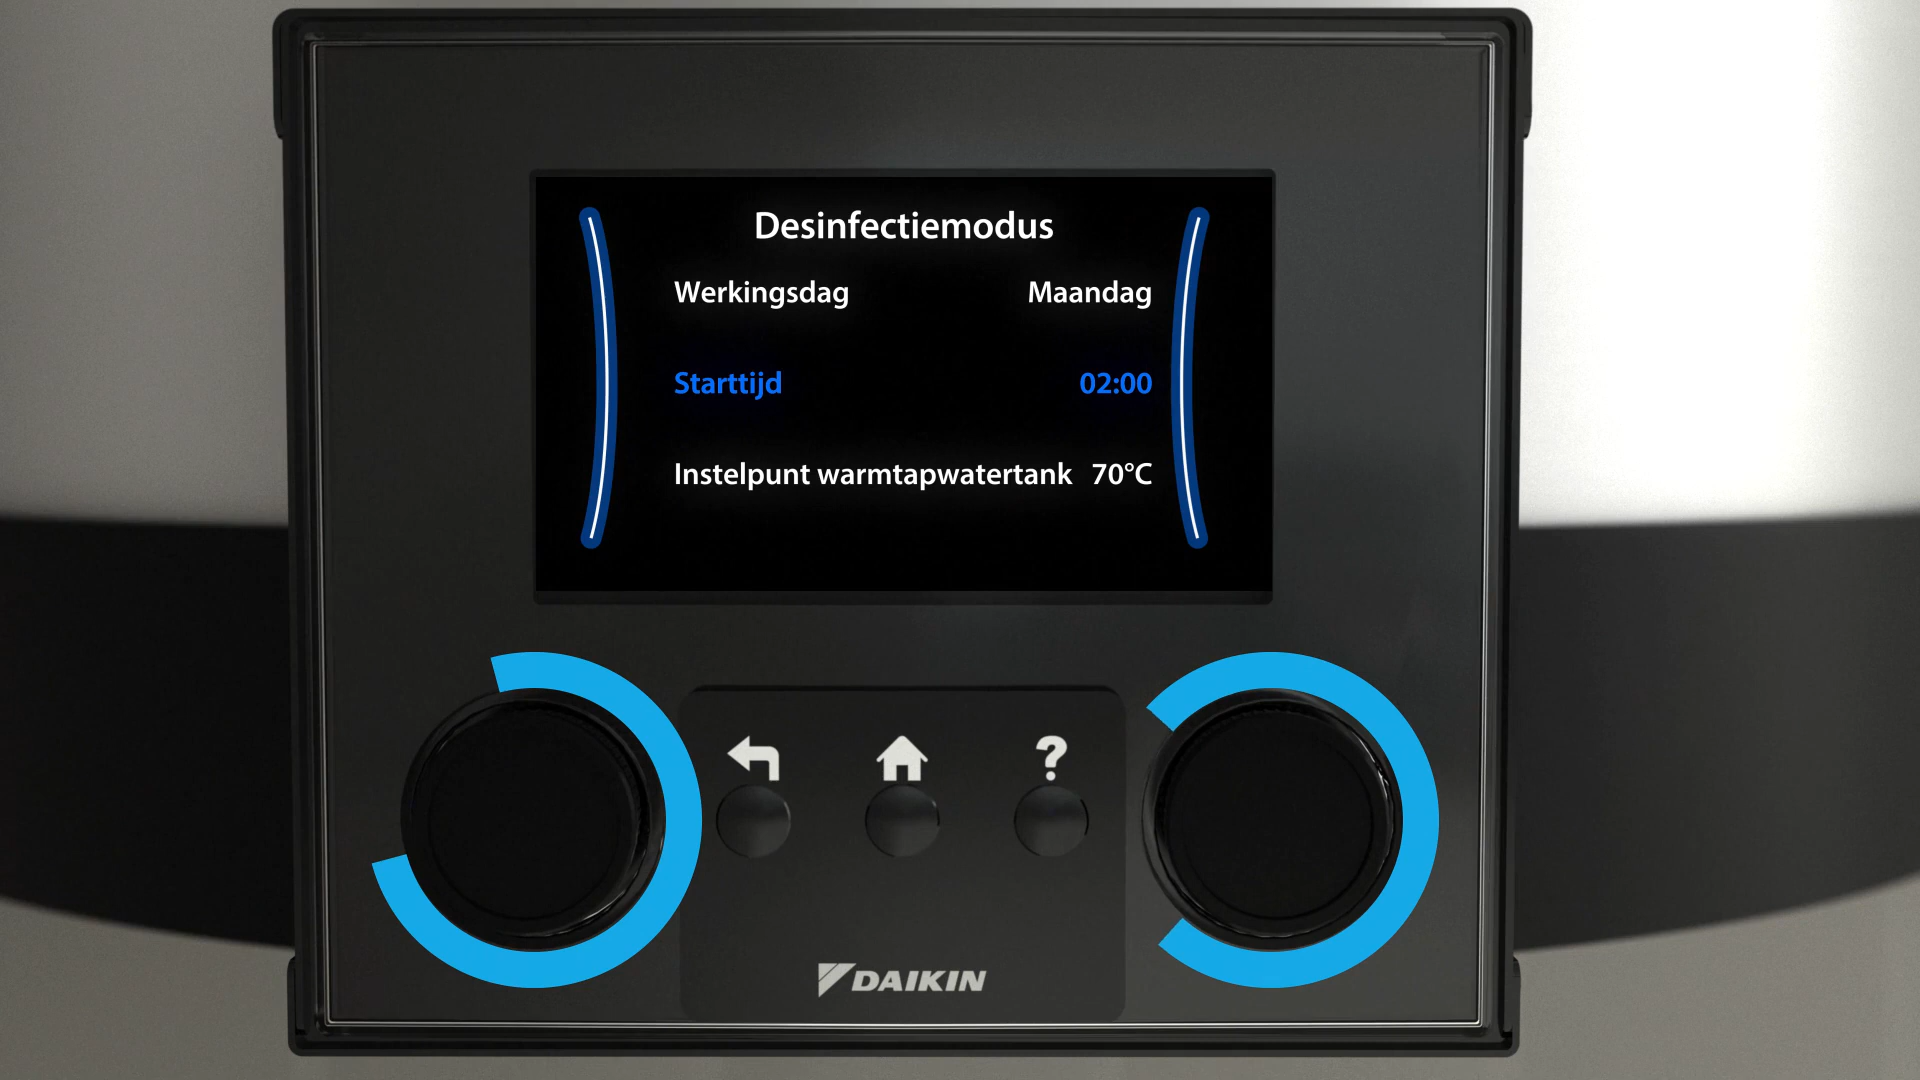 Desinfectiemodus
Werkingsdag Maandag
Starttijd 02:00
Instelpunt warmtapwatertank 70°C
?
DAIKIN